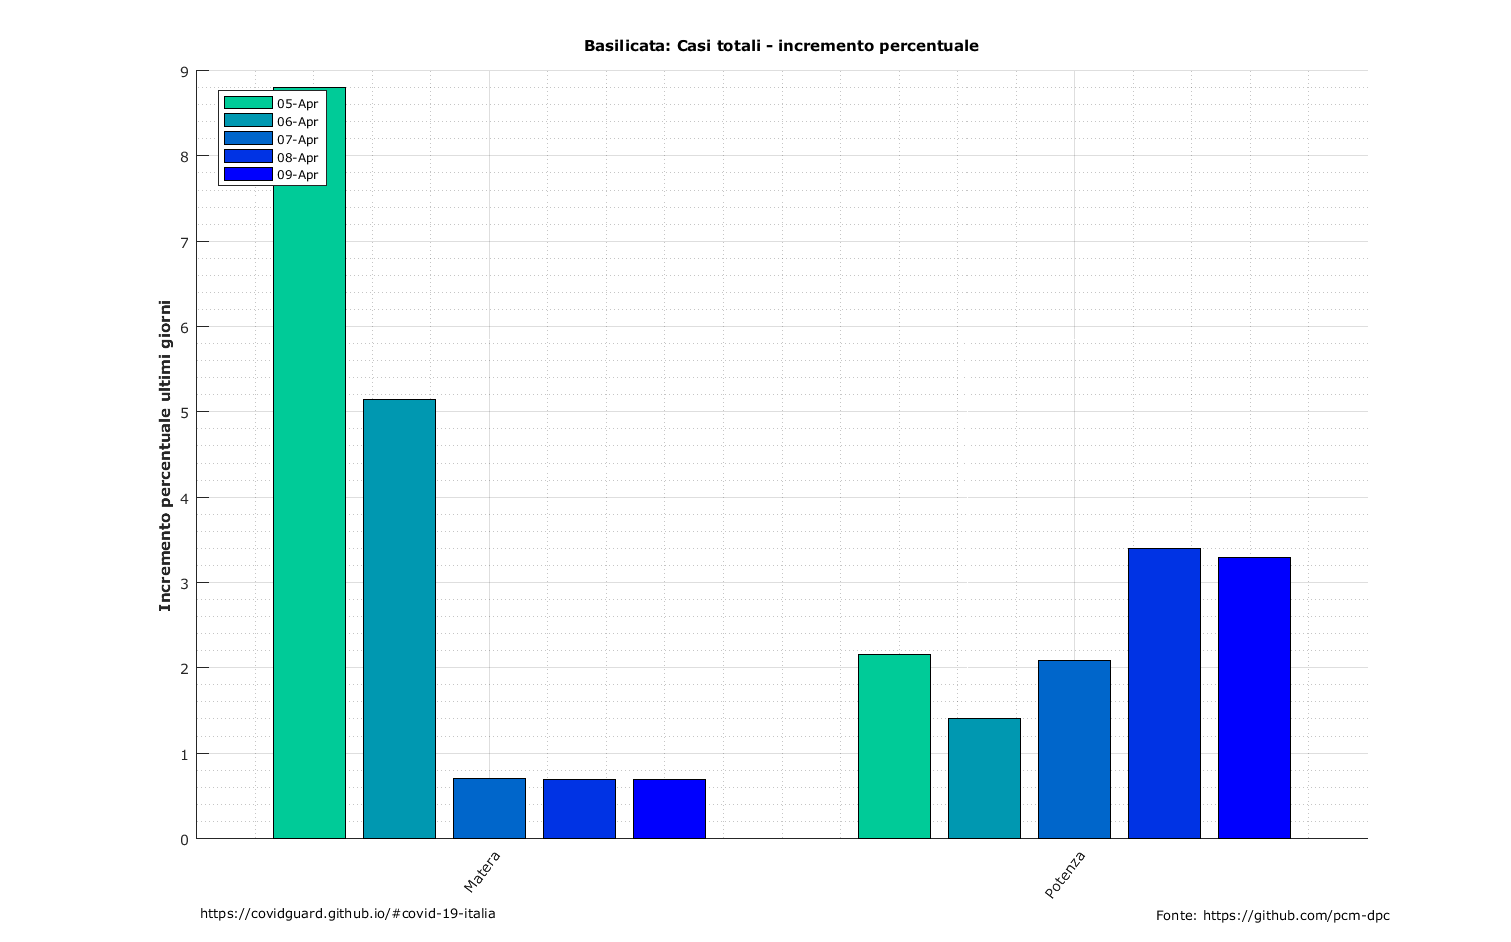 Basilicata: Casi totali - incremento percentuale
9
8
7
6
5
4
3
2
1
0
Incremento percentuale ultimi giorni
05-Apr
06-Apr
07-Apr
08-Apr
09-Apr
Matera
Potenza
https://covidguard.github.io/#covid-19-italia
Fonte: https://github.com/pcm-dpc